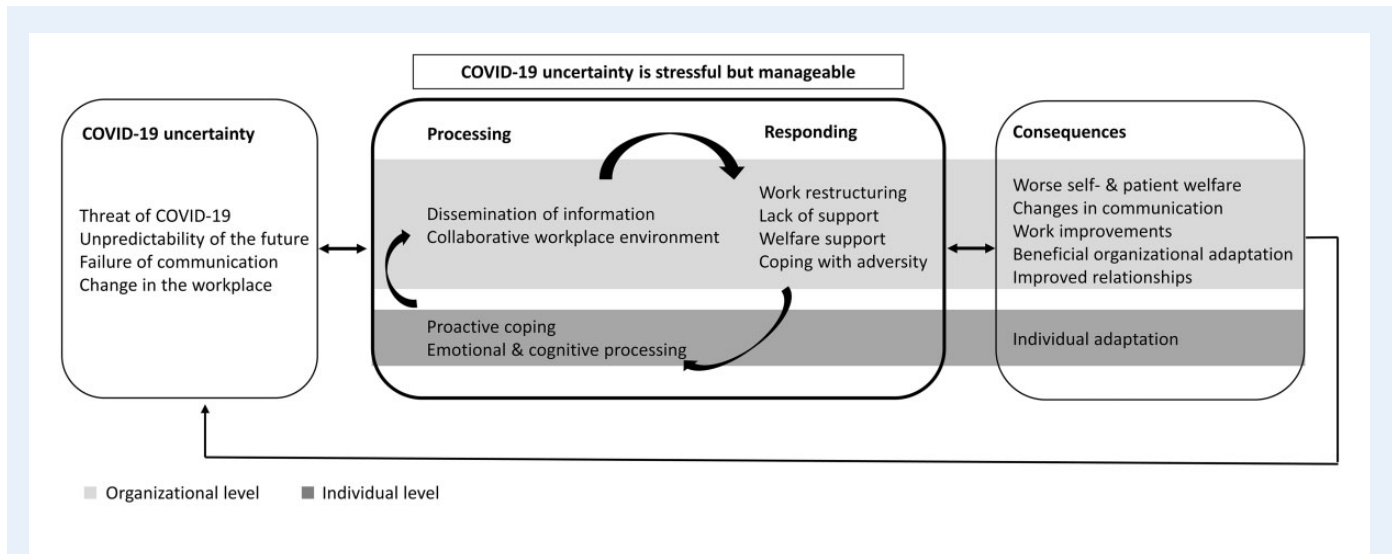 COVID-19 uncertainty is stressful but manageable
COVID-19 uncertainty
Threat of COVID-19
Unpredictability of the future
Failure of communication
Change in the workplace
Processing
Dissemination of information
Collaborative workplace environment
Proactive coping
Emotional & cognitive processing
Responding
Work restructuring
Lack of support
Welfare support
Coping with adversity
Consequences
Worse self- & patient welfare
Changes in communication
Work improvements
Beneficial organizational adaptation
Improved relationships
Individual adaptation
Organizational level
Individual level